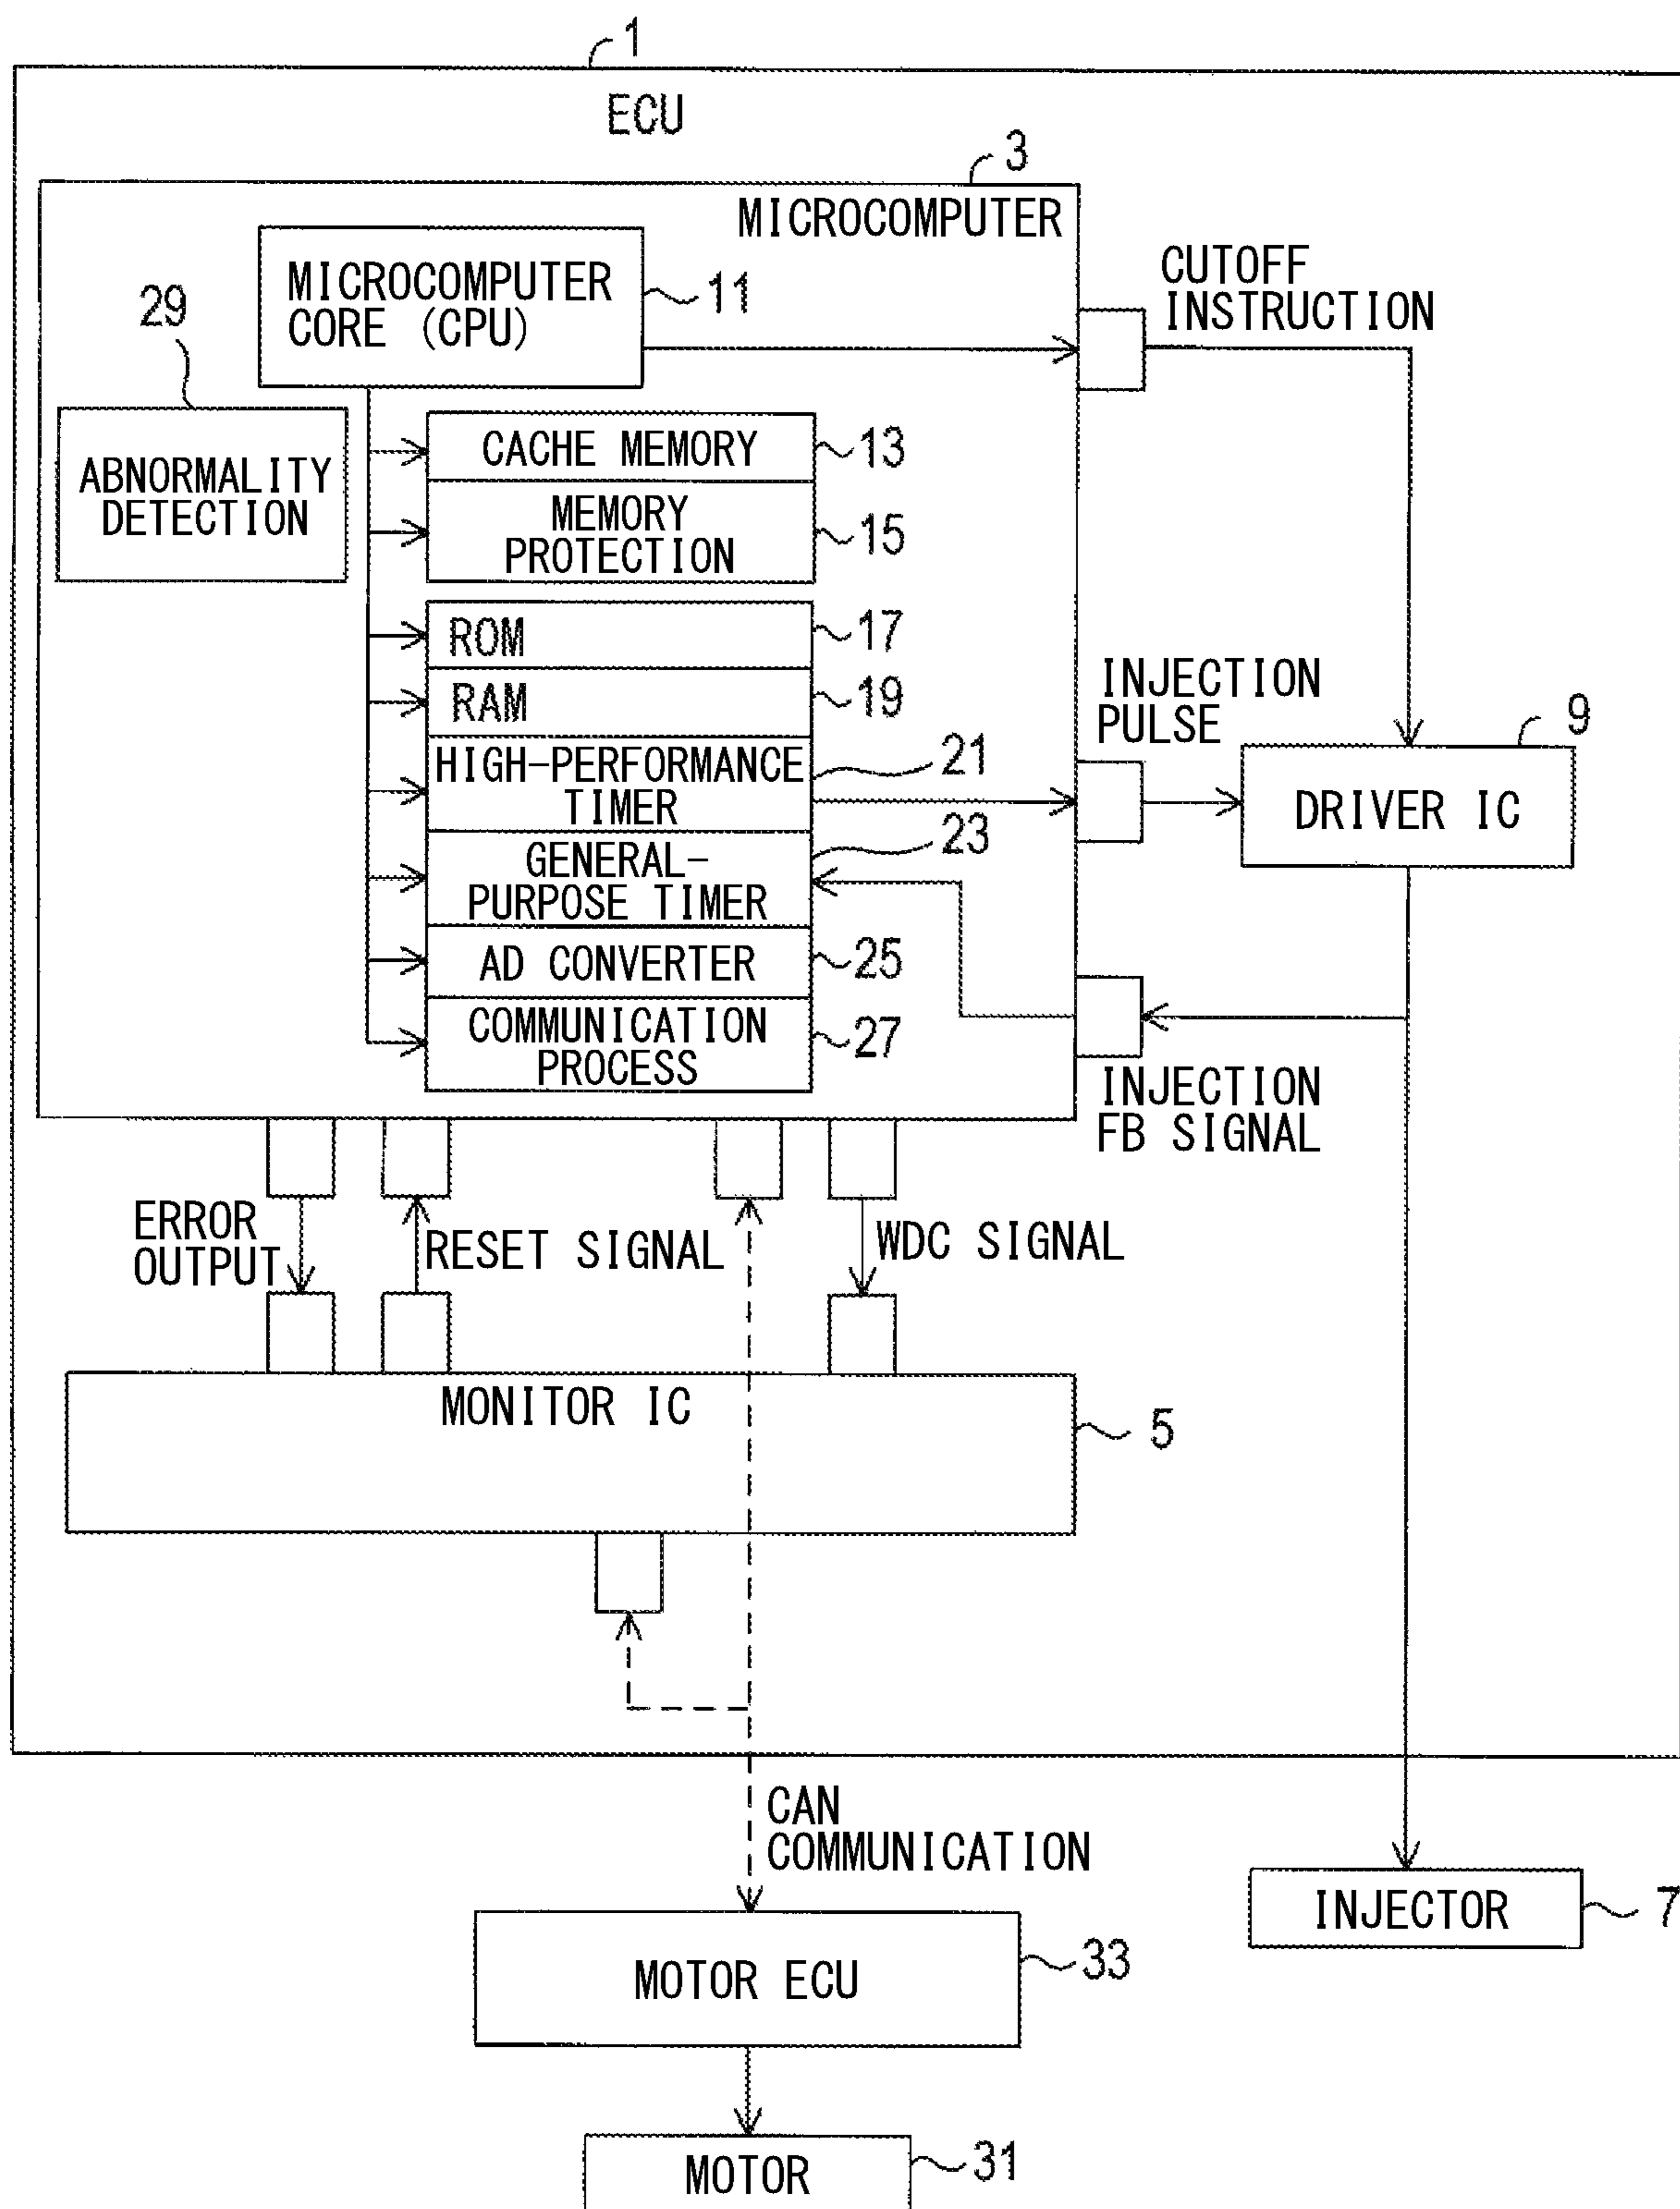 1
ECU
3
MICROCOMPUTER
MICROCOMPUTER
CORE (CPU)
11
CUTOFF
INSTRUCTION
29
ABNORMALITY
DETECTION
CACHE MEMORY
13
MEMORY
PROTECTION
15
ROM
17
RAM
19
HIGH-PERFORMANCE
TIMER
21
INJECTION
PULSE
9
DRIVER IC
GENERAL-
PURPOSE TIMER
23
AD CONVERTER
25
COMMUNICATION
PROCESS
27
INJECTION
FB SIGNAL
ERROR
OUTPUT
RESET SIGNAL
WDC SIGNAL
MONITOR IC
5
CAN
COMMUNICATION
INJECTOR
7
MOTOR ECU
33
MOTOR
31